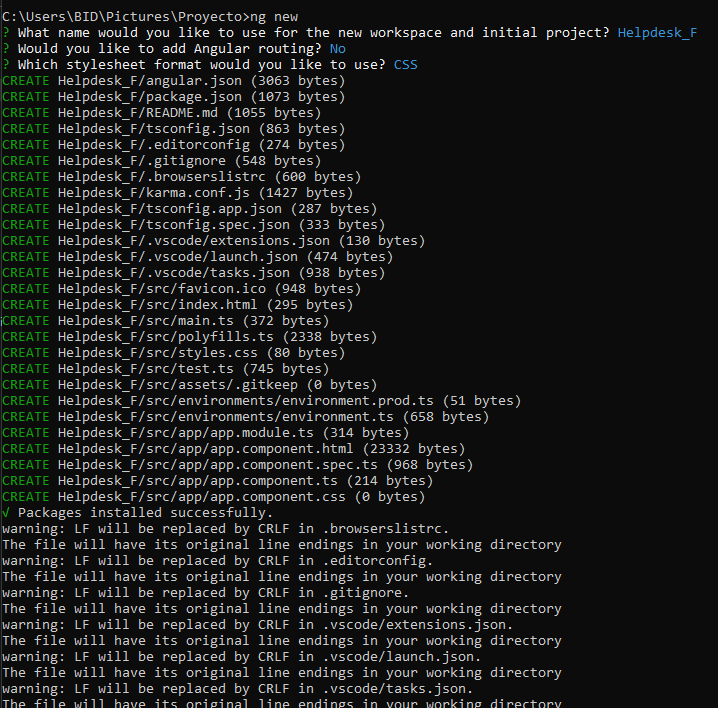 C:\Users\BID\Pictures\Proyecto>ng new
? What name would you like to use for the new workspace and initial project? Helpdesk_F
? Would you like to add Angular routing? No
? Which stylesheet format would you like to use? CSS
CREATE Helpdesk_F/angular.json (3063 bytes)
CREATE Helpdesk_F/package.json (1073 bytes)
CREATE Helpdesk_F/README.md (1055 bytes)
CREATE Helpdesk_F/tsconfig.json (863 bytes)
CREATE Helpdesk_F/.editorconfig (274 bytes)
CREATE Helpdesk_F/.gitignore (548 bytes)
CREATE Helpdesk_F/.browserslistrc (600 bytes)
CREATE Helpdesk_F/karma.conf.js (1427 bytes)
CREATE Helpdesk_F/tsconfig.app.json (287 bytes)
CREATE Helpdesk_F/tsconfig.spec.json (333 bytes)
CREATE Helpdesk_F/.vscode/extensions.json (130 bytes)
CREATE Helpdesk_F/.vscode/launch.json (474 bytes)
CREATE Helpdesk_F/.vscode/tasks.json (938 bytes)
CREATE Helpdesk_F/src/favicon.ico (948 bytes)
CREATE Helpdesk_F/src/index.html (295 bytes)
CREATE Helpdesk_F/src/main.ts (372 bytes)
CREATE Helpdesk_F/src/polyfills.ts (2338 bytes)
CREATE Helpdesk_F/src/styles.css (80 bytes)
CREATE Helpdesk_F/src/test.ts (745 bytes)
CREATE Helpdesk_F/src/assets/.gitkeep (0 bytes)
CREATE Helpdesk_F/src/environments/environment.prod.ts (51 bytes)
CREATE Helpdesk_F/src/environments/environment.ts (658 bytes)
CREATE Helpdesk_F/src/app/app.module.ts (314 bytes)
CREATE Helpdesk_F/src/app/app.component.html (23332 bytes)
CREATE Helpdesk_F/src/app/app.component.spec.ts (968 bytes)
CREATE Helpdesk_F/src/app/app.component.ts (214 bytes)
CREATE Helpdesk_F/src/app/app.component.css (0 bytes)
√ Packages installed successfully.
warning: LF will be replaced by CRLF in .browserslistrc.
The file will have its original line endings in your working directory
warning: LF will be replaced by CRLF in .editorconfig.
The file will have its original line endings in your working directory
warning: LF will be replaced by CRLF in .gitignore.
The file will have its original line endings in your working directory
warning: LF will be replaced by CRLF in .vscode/extensions.json.
The file will have its original line endings in your working directory
warning: LF will be replaced by CRLF in .vscode/launch.json.
The file will have its original line endings in your working directory
warning: LF will be replaced by CRLF in .vscode/tasks.json.
The file will have its original line endings in your working directory